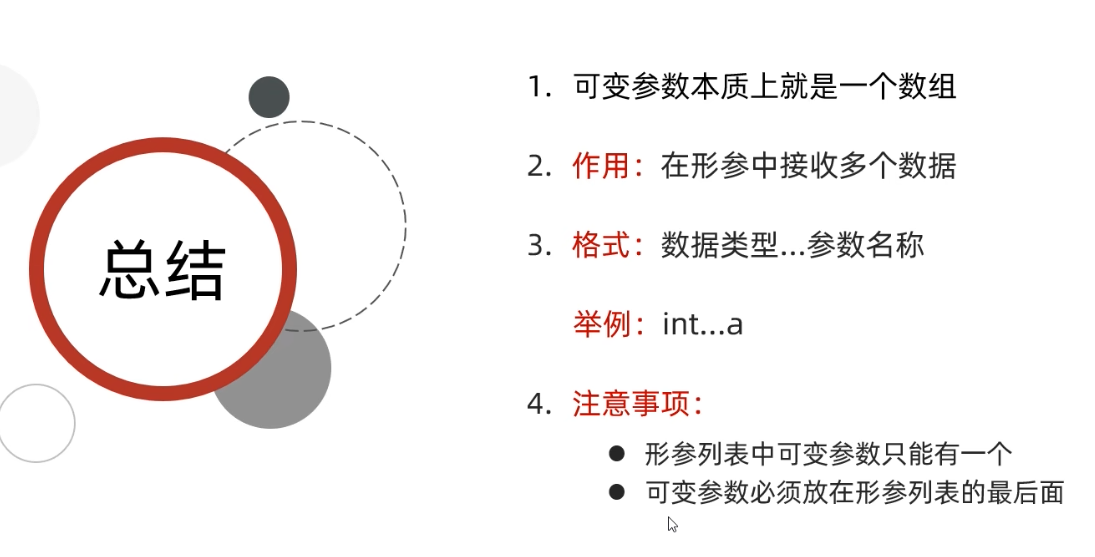 总结
1. 可变参数本质上就是一个数组
2. 作用：在形参中接收多个数据
3. 格式：数据类型...参数名称
举例：int...a
4. 注意事项：
● 形参列表中可变参数只能有一个
● 可变参数必须放在形参列表的最后面